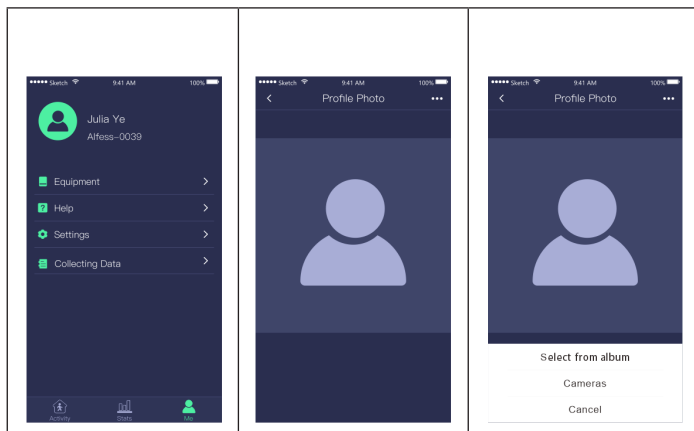 Sketch 9:41 AM 100%
Julia Ye
Alfess-0039
Equipment
? Help
Settings
Collecting Data
Activity Stats Me
Sketch 9:41 AM 100%
Profile Photo
Sketch 9:41 AM 100%
Profile Photo
Select from album
Cameras
Cancel